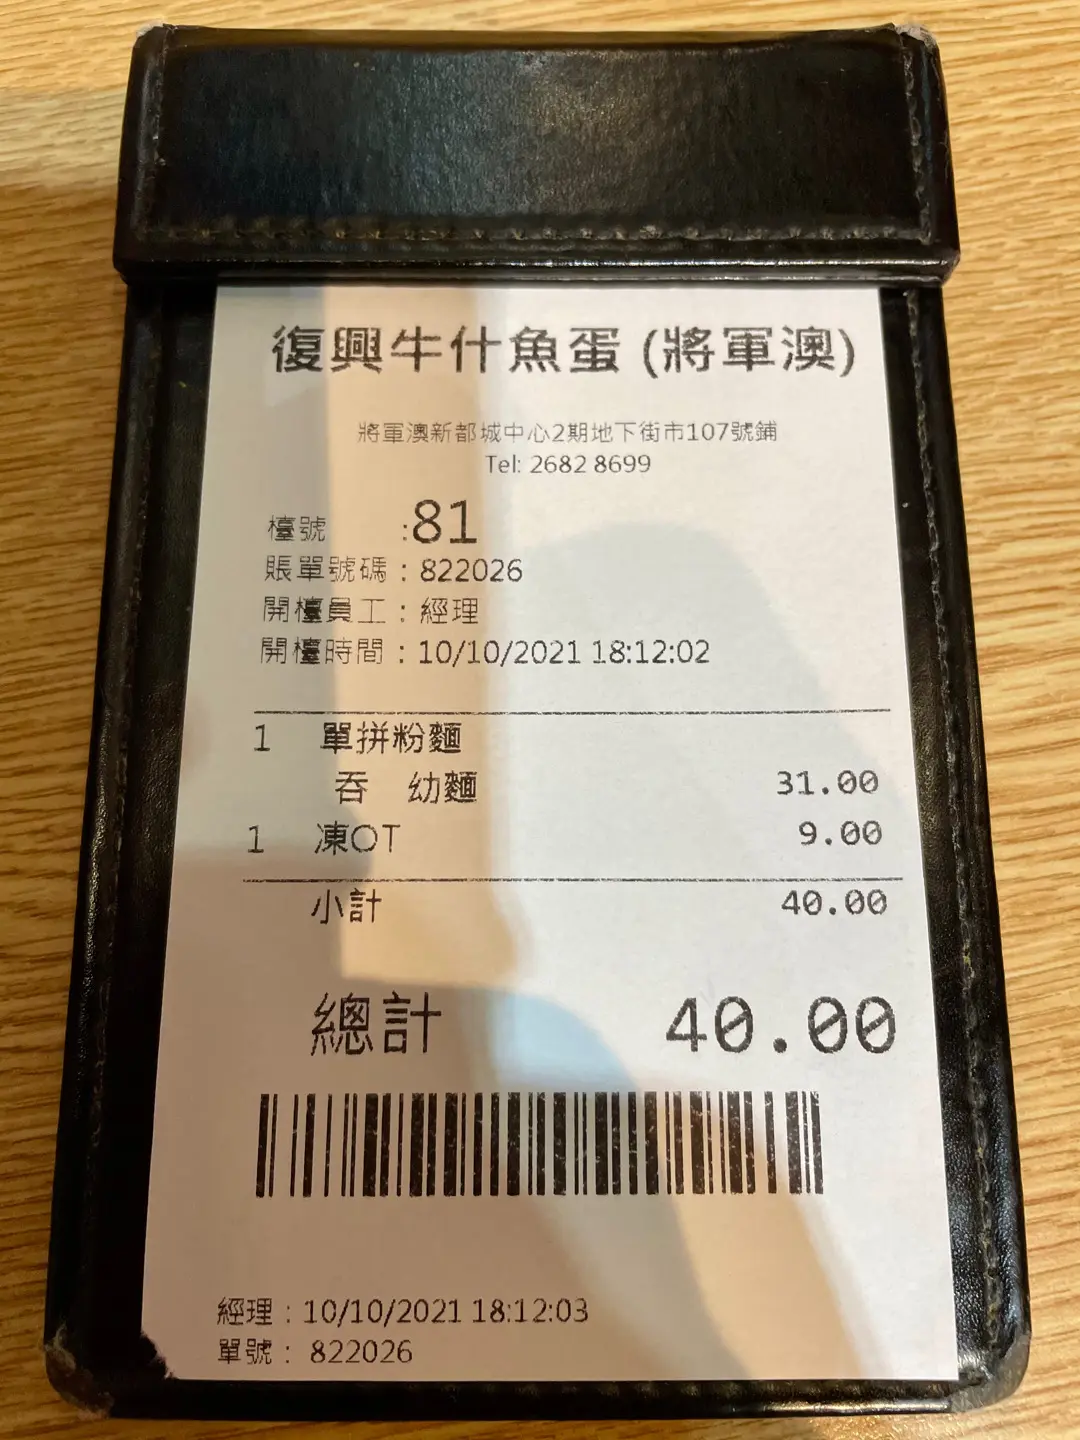 復興牛什魚蛋 (將軍澳)
將軍澳新都城中心2期地下街市107號鋪
Tel: 2682 8699
檯號 :81
賬單號碼 : 822026
開檯員工 : 經理
開檯時間 : 10/10/2021 18:12:02
1 單拼粉麵
吞 幼麵 31.00
1 凍OT 9.00
小計 40.00
總計 40.00
經理 : 10/10/2021 18:12:03
單號 : 822026